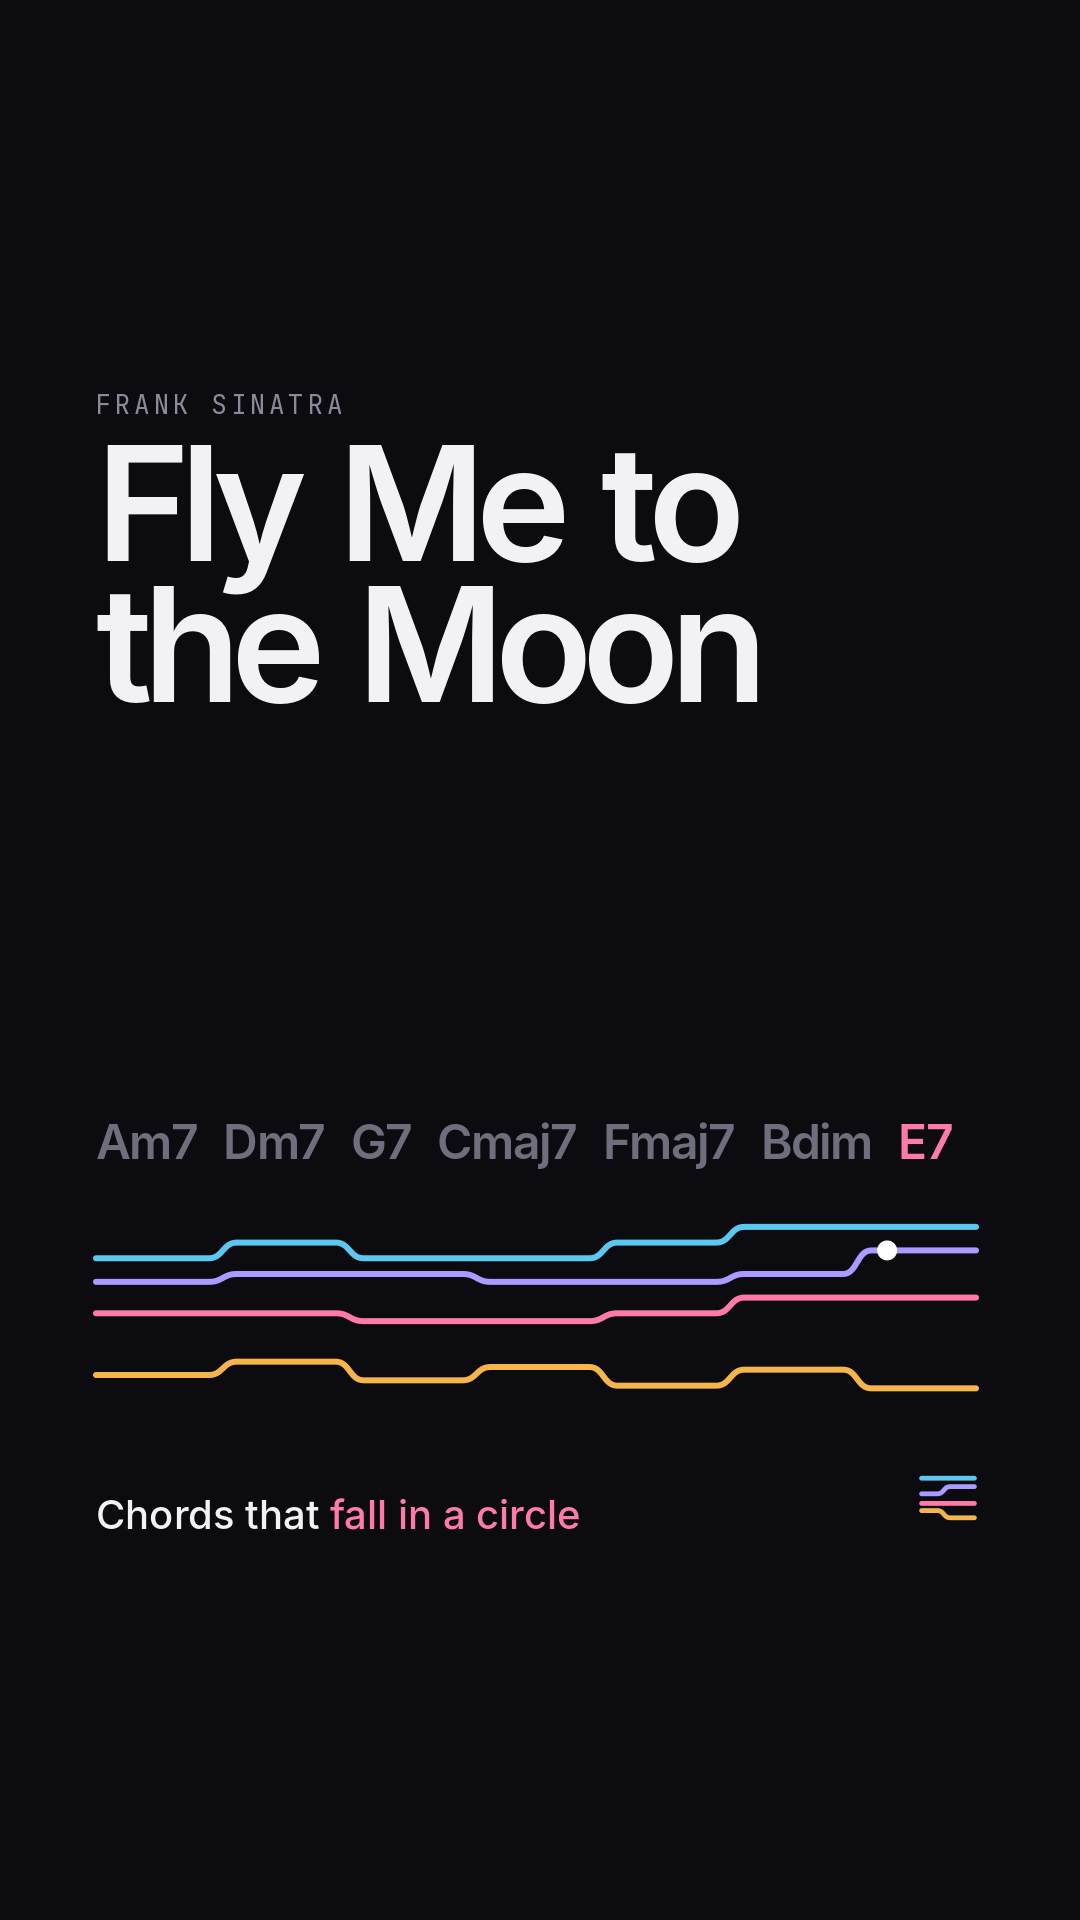 FRANK SINATRA
Fly Me to
the Moon
Am7 Dm7 G7 Cmaj7 Fmaj7 Bdim E7
Chords that fall in a circle